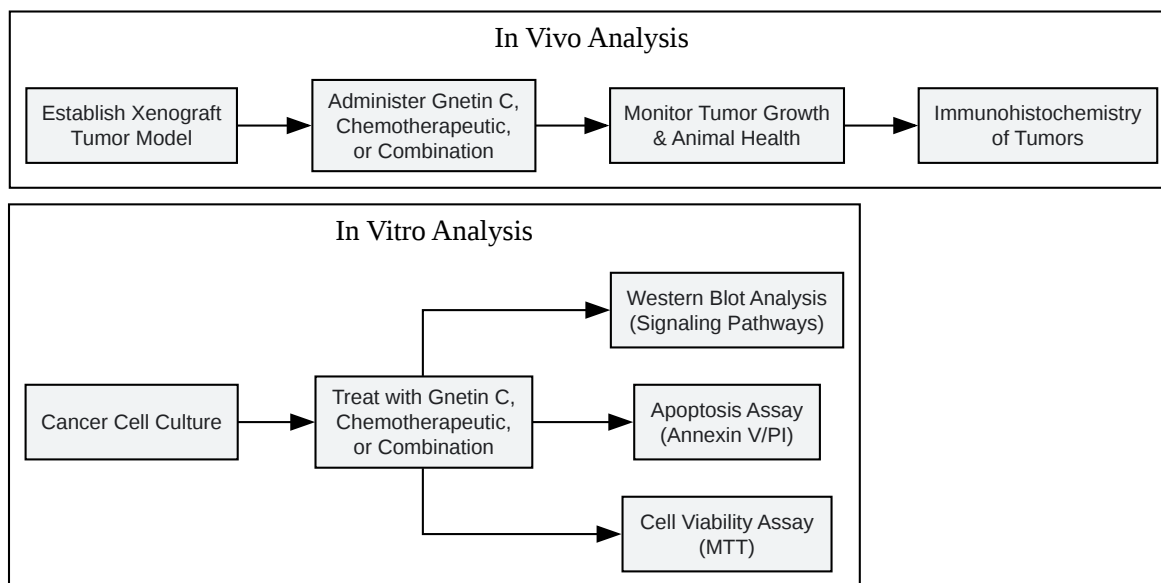 In Vivo Analysis
Establish Xenograft
Tumor Model
Administer Gnetin C,
Chemotherapeutic,
or Combination
Monitor Tumor Growth
& Animal Health
Immunohistochemistry
of Tumors
In Vitro Analysis
Cancer Cell Culture
Treat with Gnetin C,
Chemotherapeutic,
or Combination
Western Blot Analysis
(Signaling Pathways)
Apoptosis Assay
(Annexin V/PI)
Cell Viability Assay
(MTT)